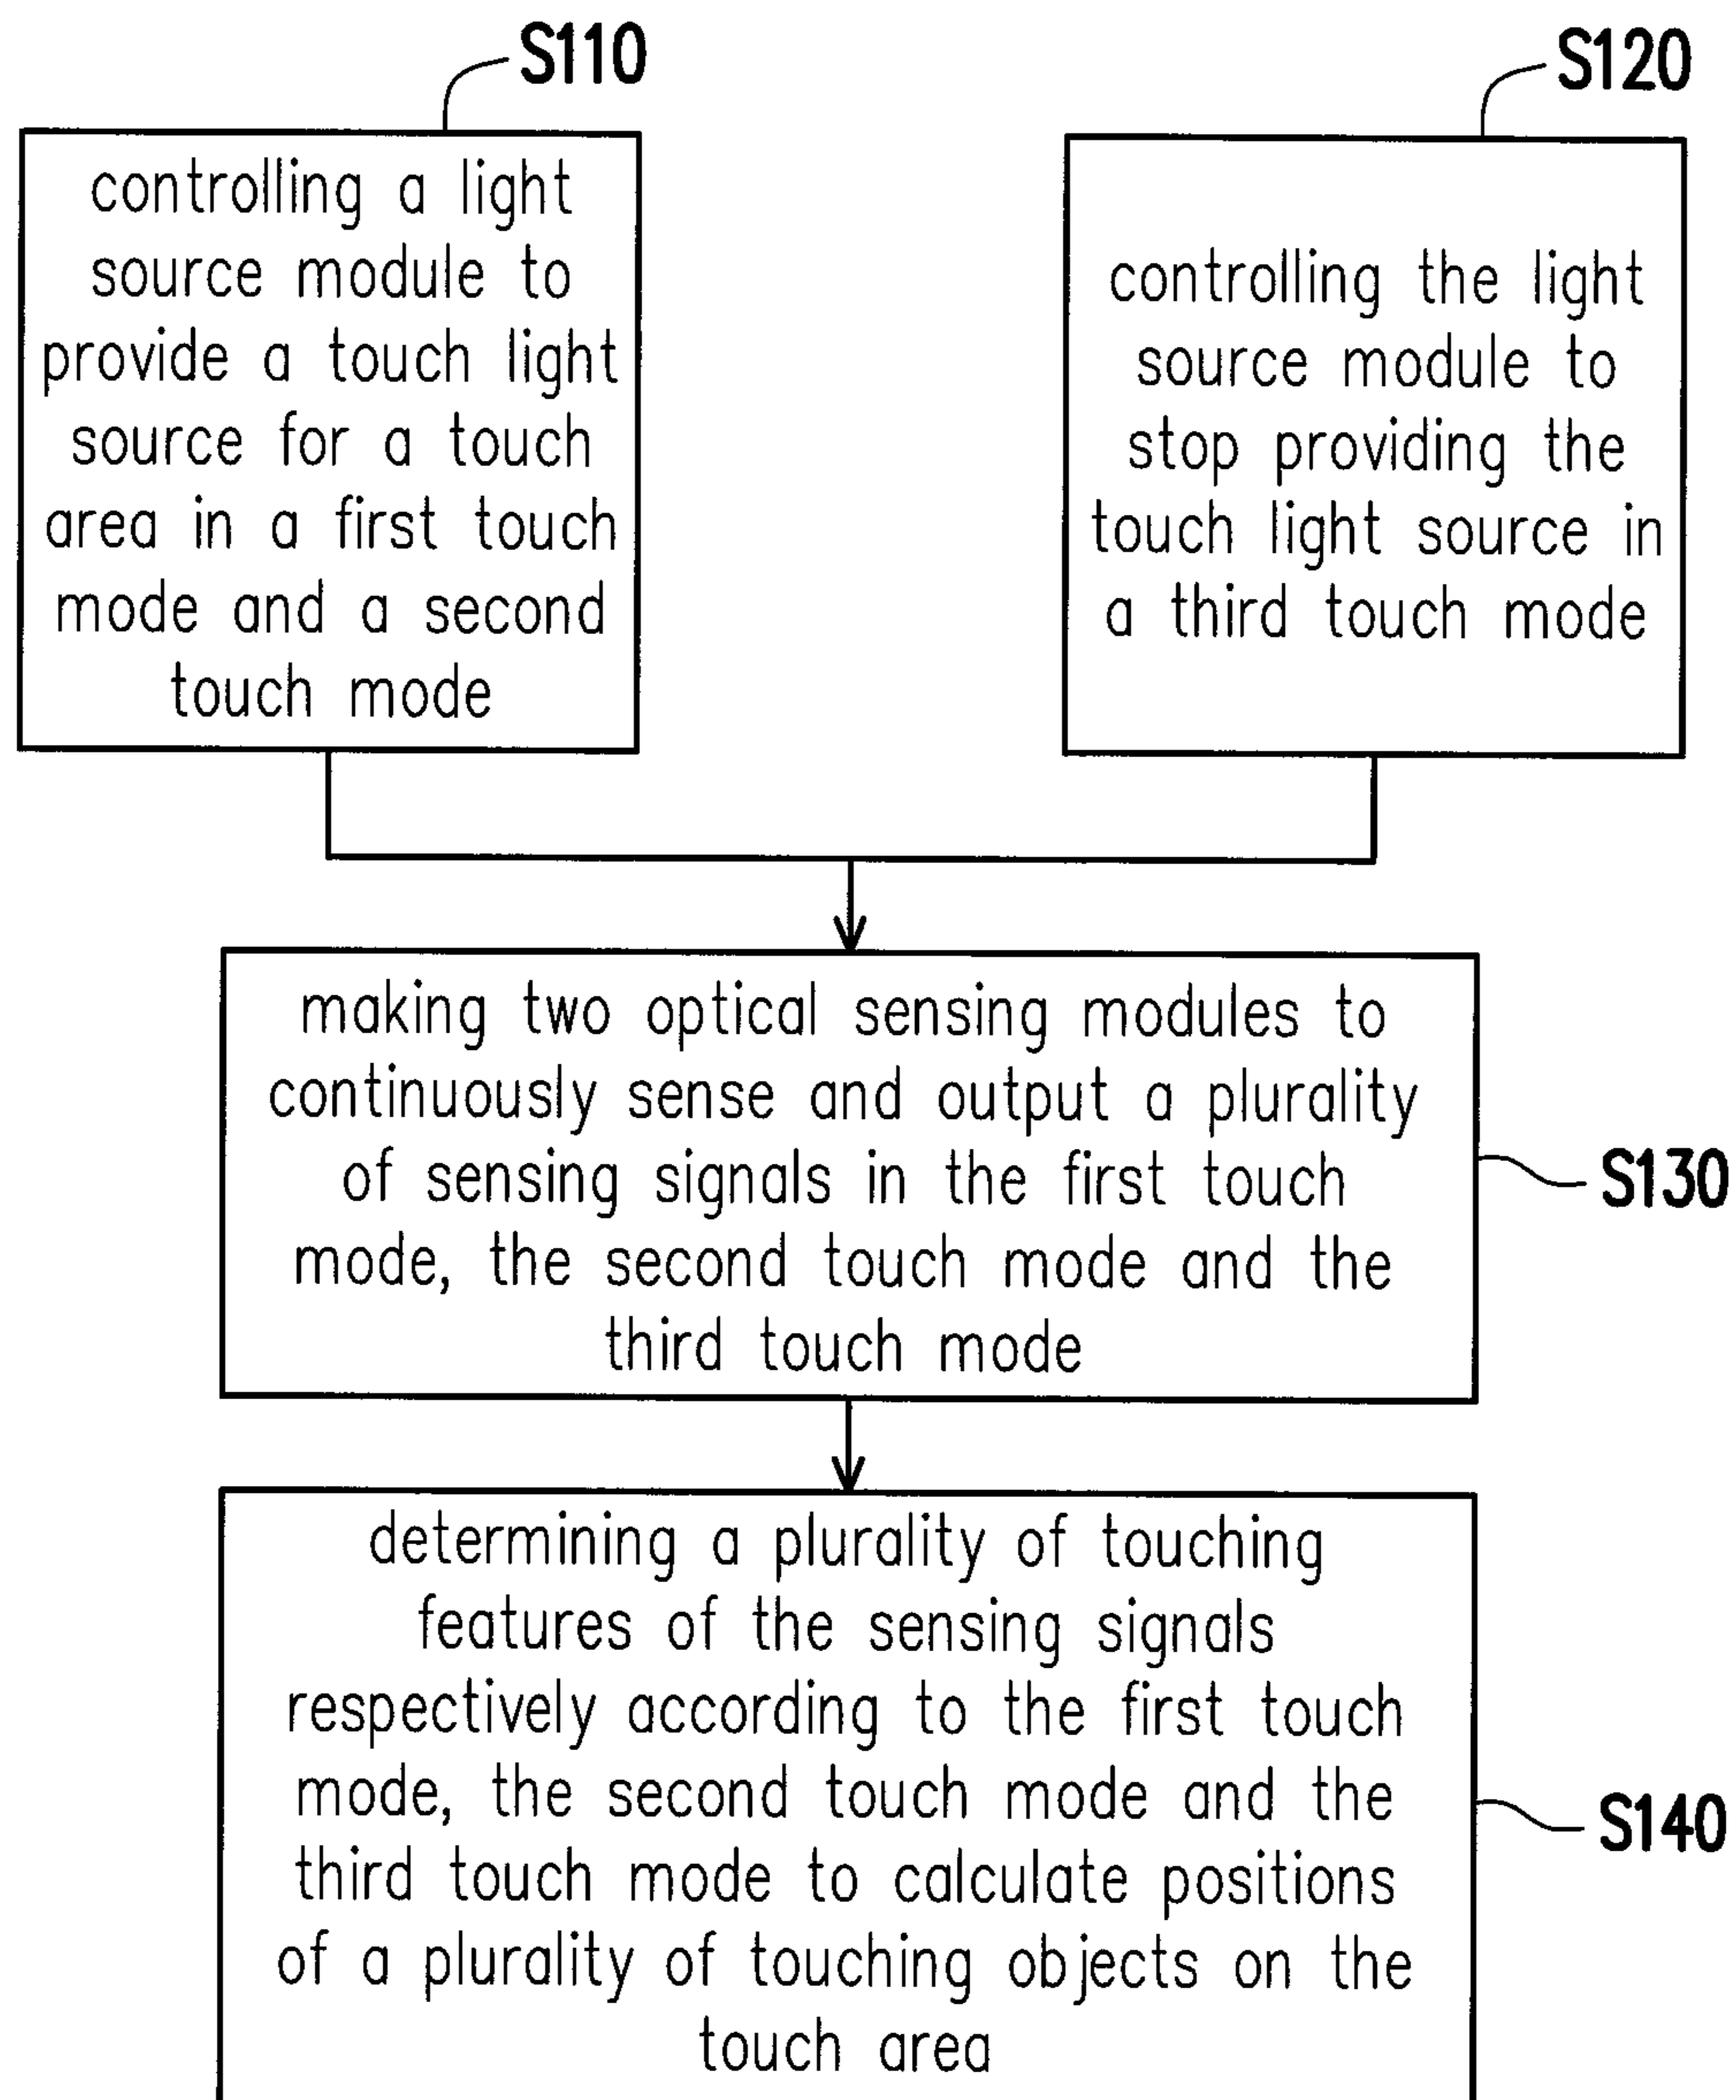 S110
controlling a light
source module to
provide a touch light
source for a touch
area in a first touch
mode and a second
touch mode
S120
controlling the light
source module to
stop providing the
touch light source in
a third touch mode
making two optical sensing modules to
continuously sense and output a plurality
of sensing signals in the first touch
mode, the second touch mode and the
third touch mode
S130
determining a plurality of touching
features of the sensing signals
respectively according to the first touch
mode, the second touch mode and the
third touch mode to calculate positions
of a plurality of touching objects on the
touch area
S140